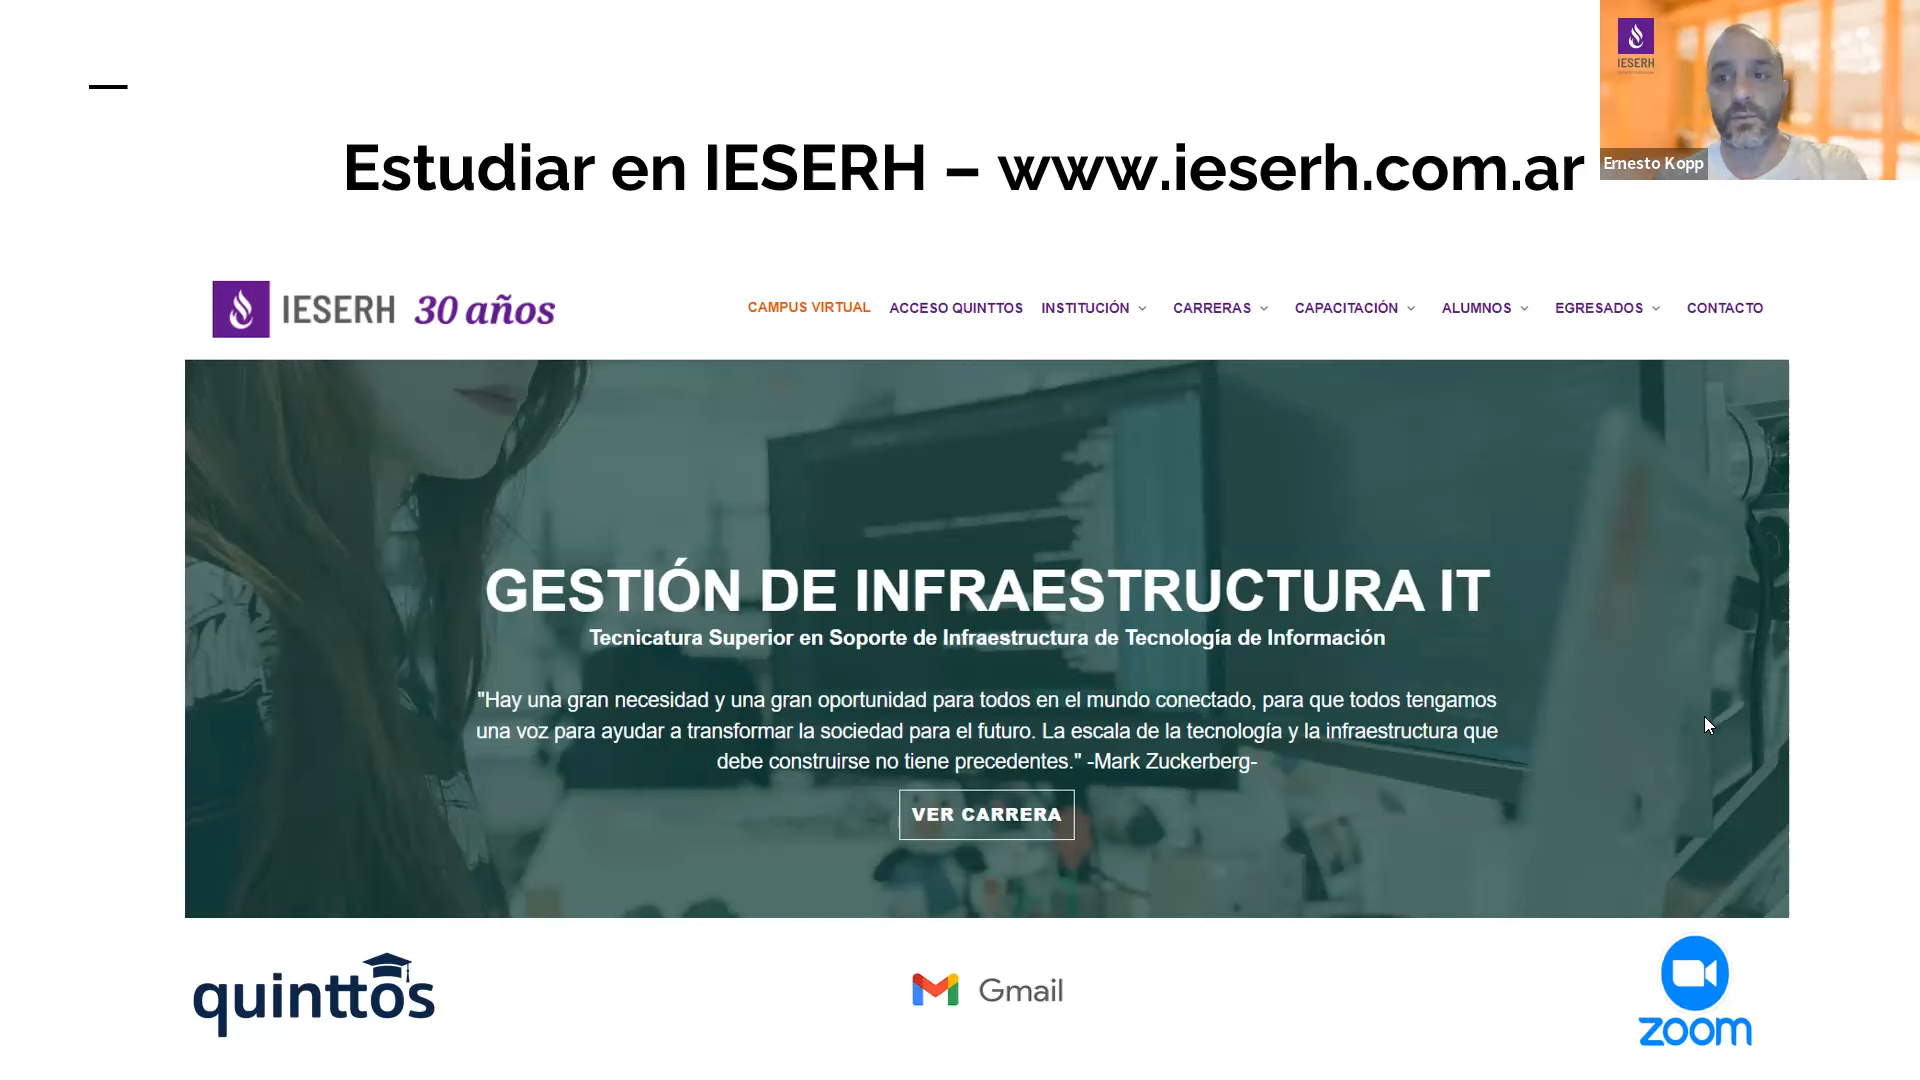 IESERH
Ernesto Kopp
Estudiar en IESERH – www.ieserh.com.ar
IESERH 30 años
CAMPUS VIRTUAL ACCESO QUINTTOS INSTITUCIÓN CARRERAS CAPACITACIÓN ALUMNOS EGRESADOS CONTACTO
GESTIÓN DE INFRAESTRUCTURA IT
Tecnicatura Superior en Soporte de Infraestructura de Tecnología de Información
"Hay una gran necesidad y una gran oportunidad para todos en el mundo conectado, para que todos tengamos
una voz para ayudar a transformar la sociedad para el futuro. La escala de la tecnología y la infraestructura que
debe construirse no tiene precedentes." -Mark Zuckerberg-
VER CARRERA
quinttos
Gmail
zoom